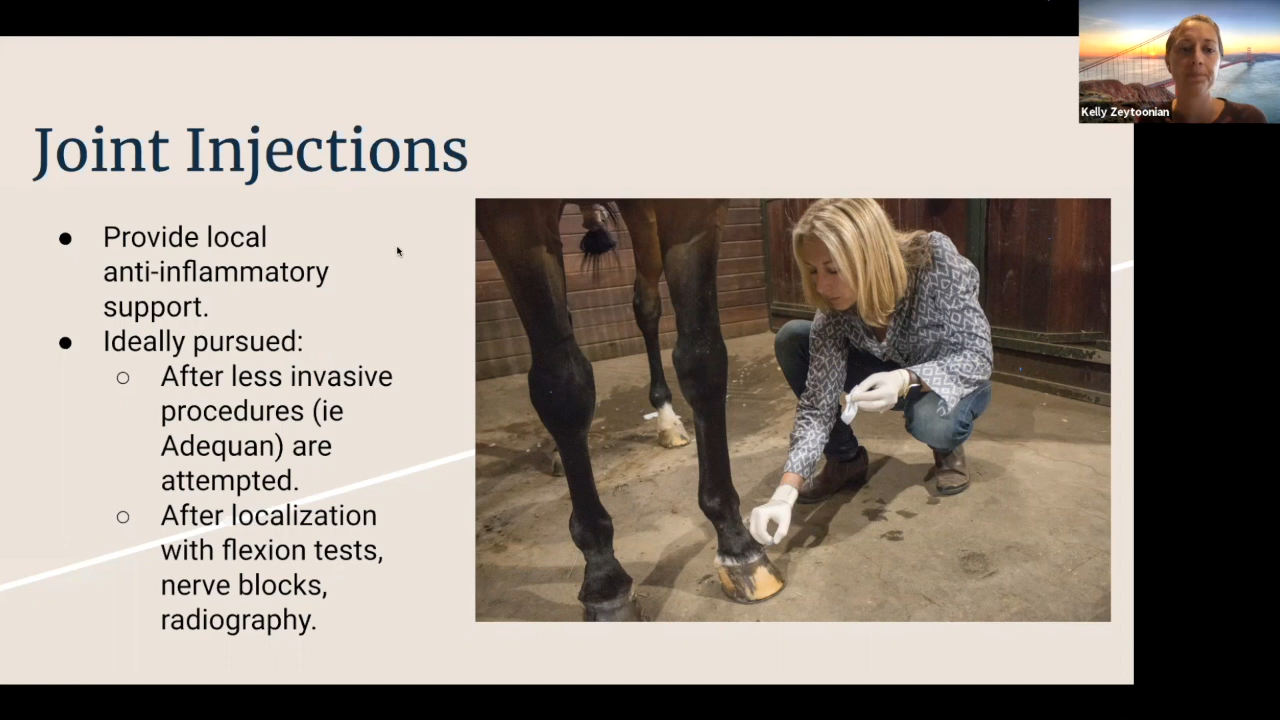 Kelly Zeytoonian
Joint Injections
● Provide local
anti-inflammatory
support.
● Ideally pursued:
○ After less invasive
procedures (ie
Adequan) are
attempted.
○ After localization
with flexion tests,
nerve blocks,
radiography.